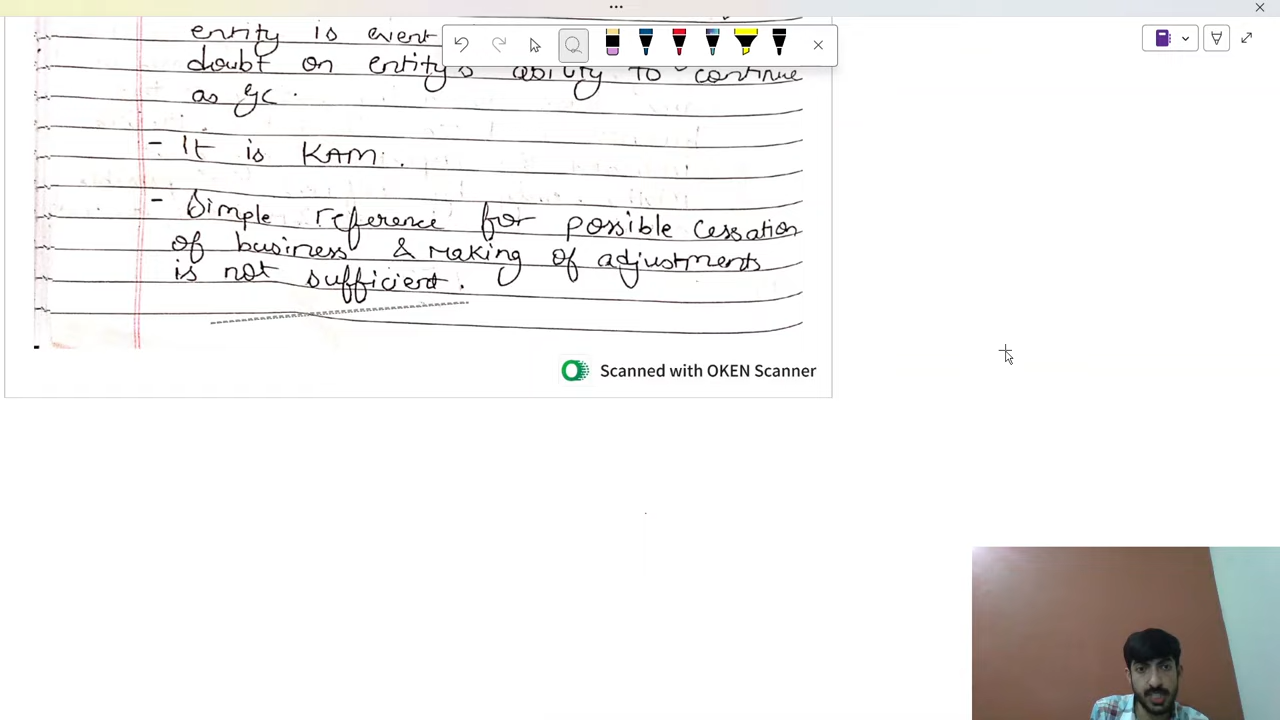 entity is event
doubt on entity's ability to continue
as GC.
- It is KAM.
- Simple reference for possible cessation
of business & making of adjustments
is not sufficient.
Scanned with OKEN Scanner